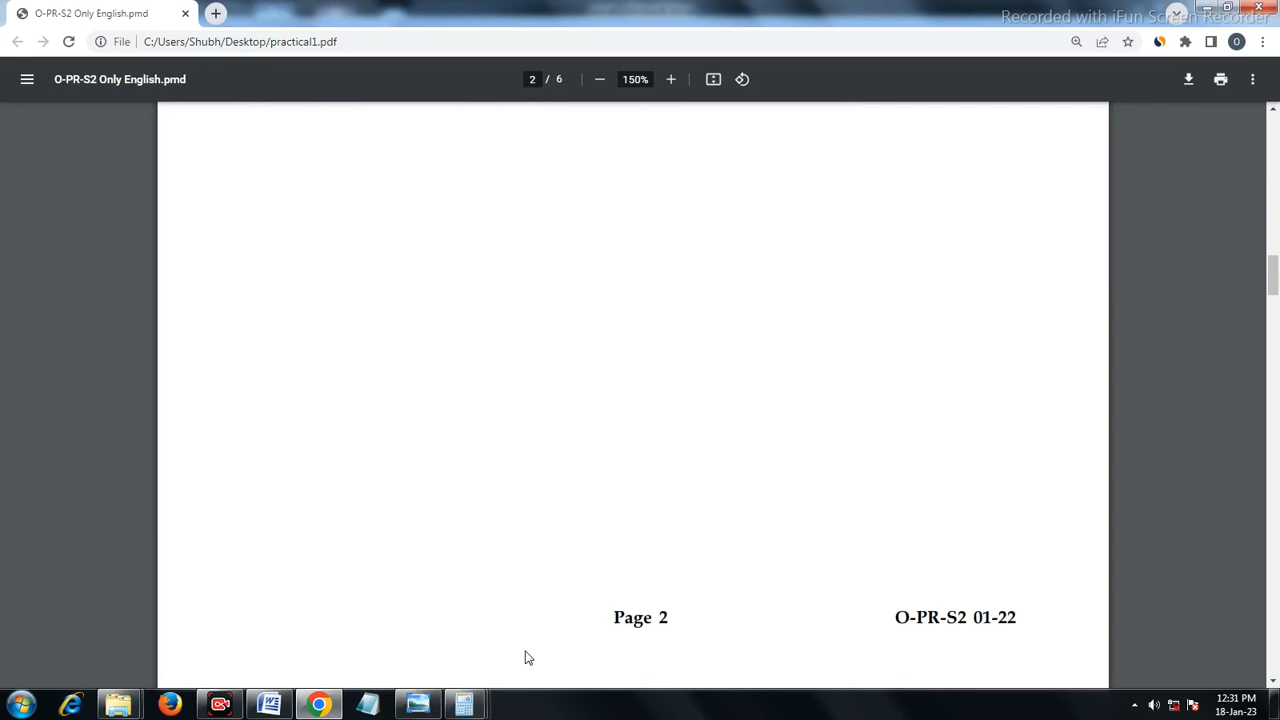 O-PR-S2 Only English.pmd
Recorded with iFun Screen Recorder
File C:/Users/Shubh/Desktop/practical1.pdf
O
O-PR-S2 Only English.pmd
2 / 6
150%
Page 2
O-PR-S2 01-22
12:31 PM
18-Jan-23